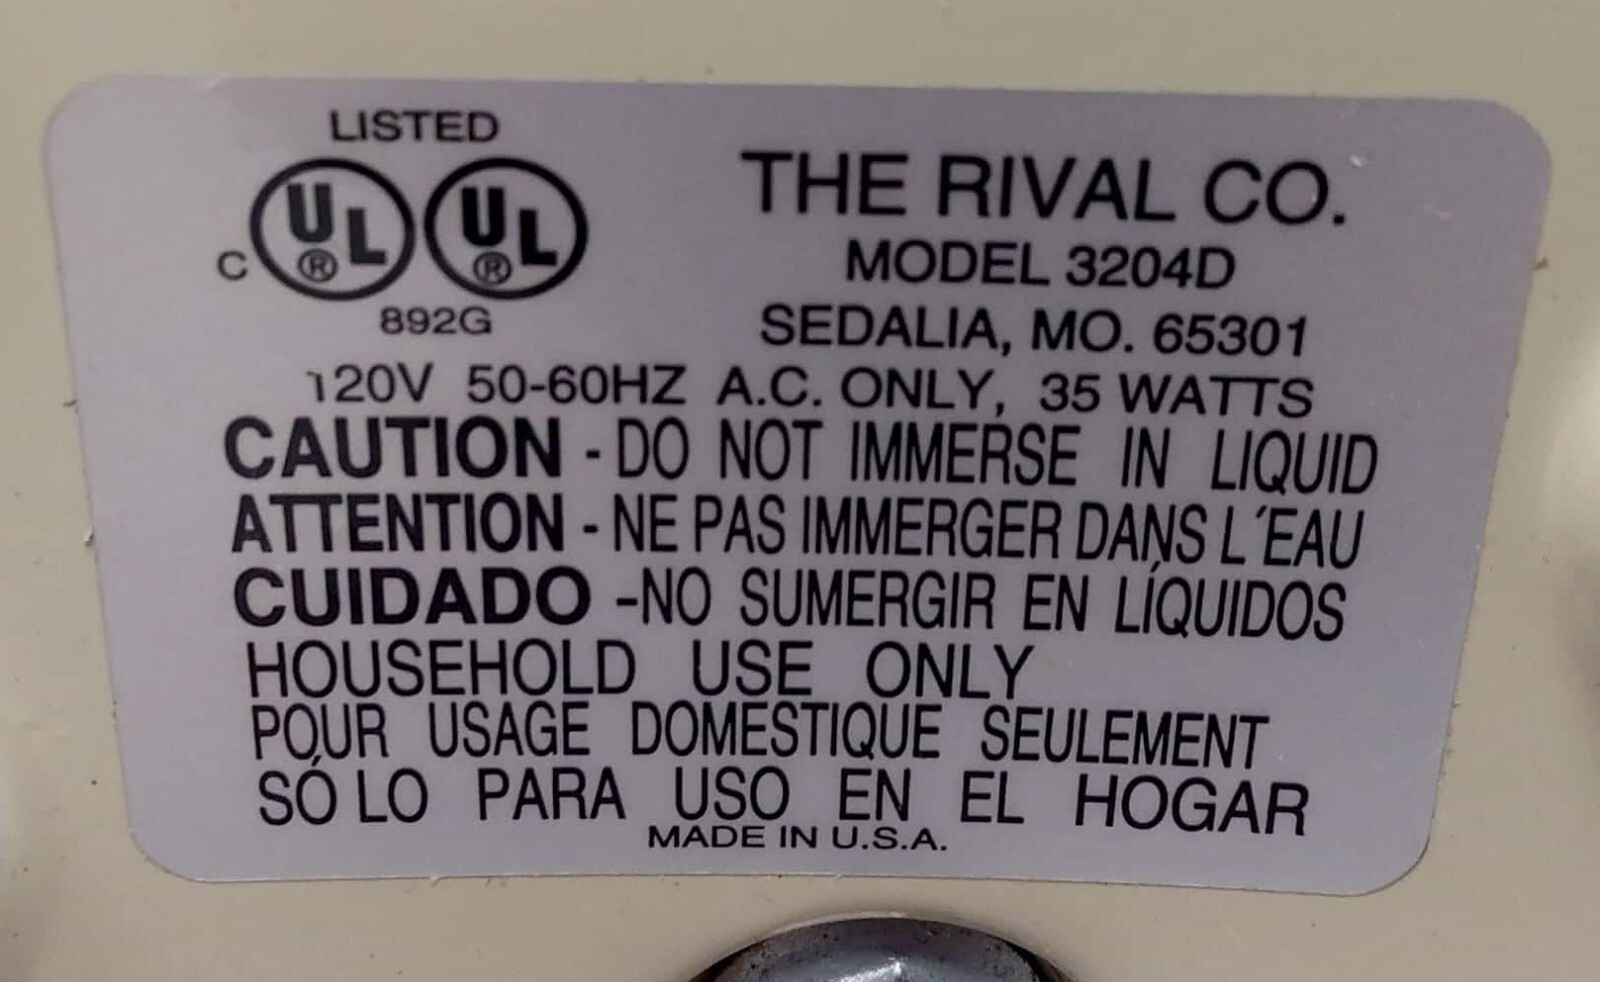 LISTED
C UL® UL®
892G
THE RIVAL CO.
MODEL 3204D
SEDALIA, MO. 65301
120V 50-60HZ A.C. ONLY, 35 WATTS
CAUTION - DO NOT IMMERSE IN LIQUID
ATTENTION - NE PAS IMMERGER DANS L'EAU
CUIDADO -NO SUMERGIR EN LÍQUIDOS
HOUSEHOLD USE ONLY
POUR USAGE DOMESTIQUE SEULEMENT
SÓLO PARA USO EN EL HOGAR
MADE IN U.S.A.